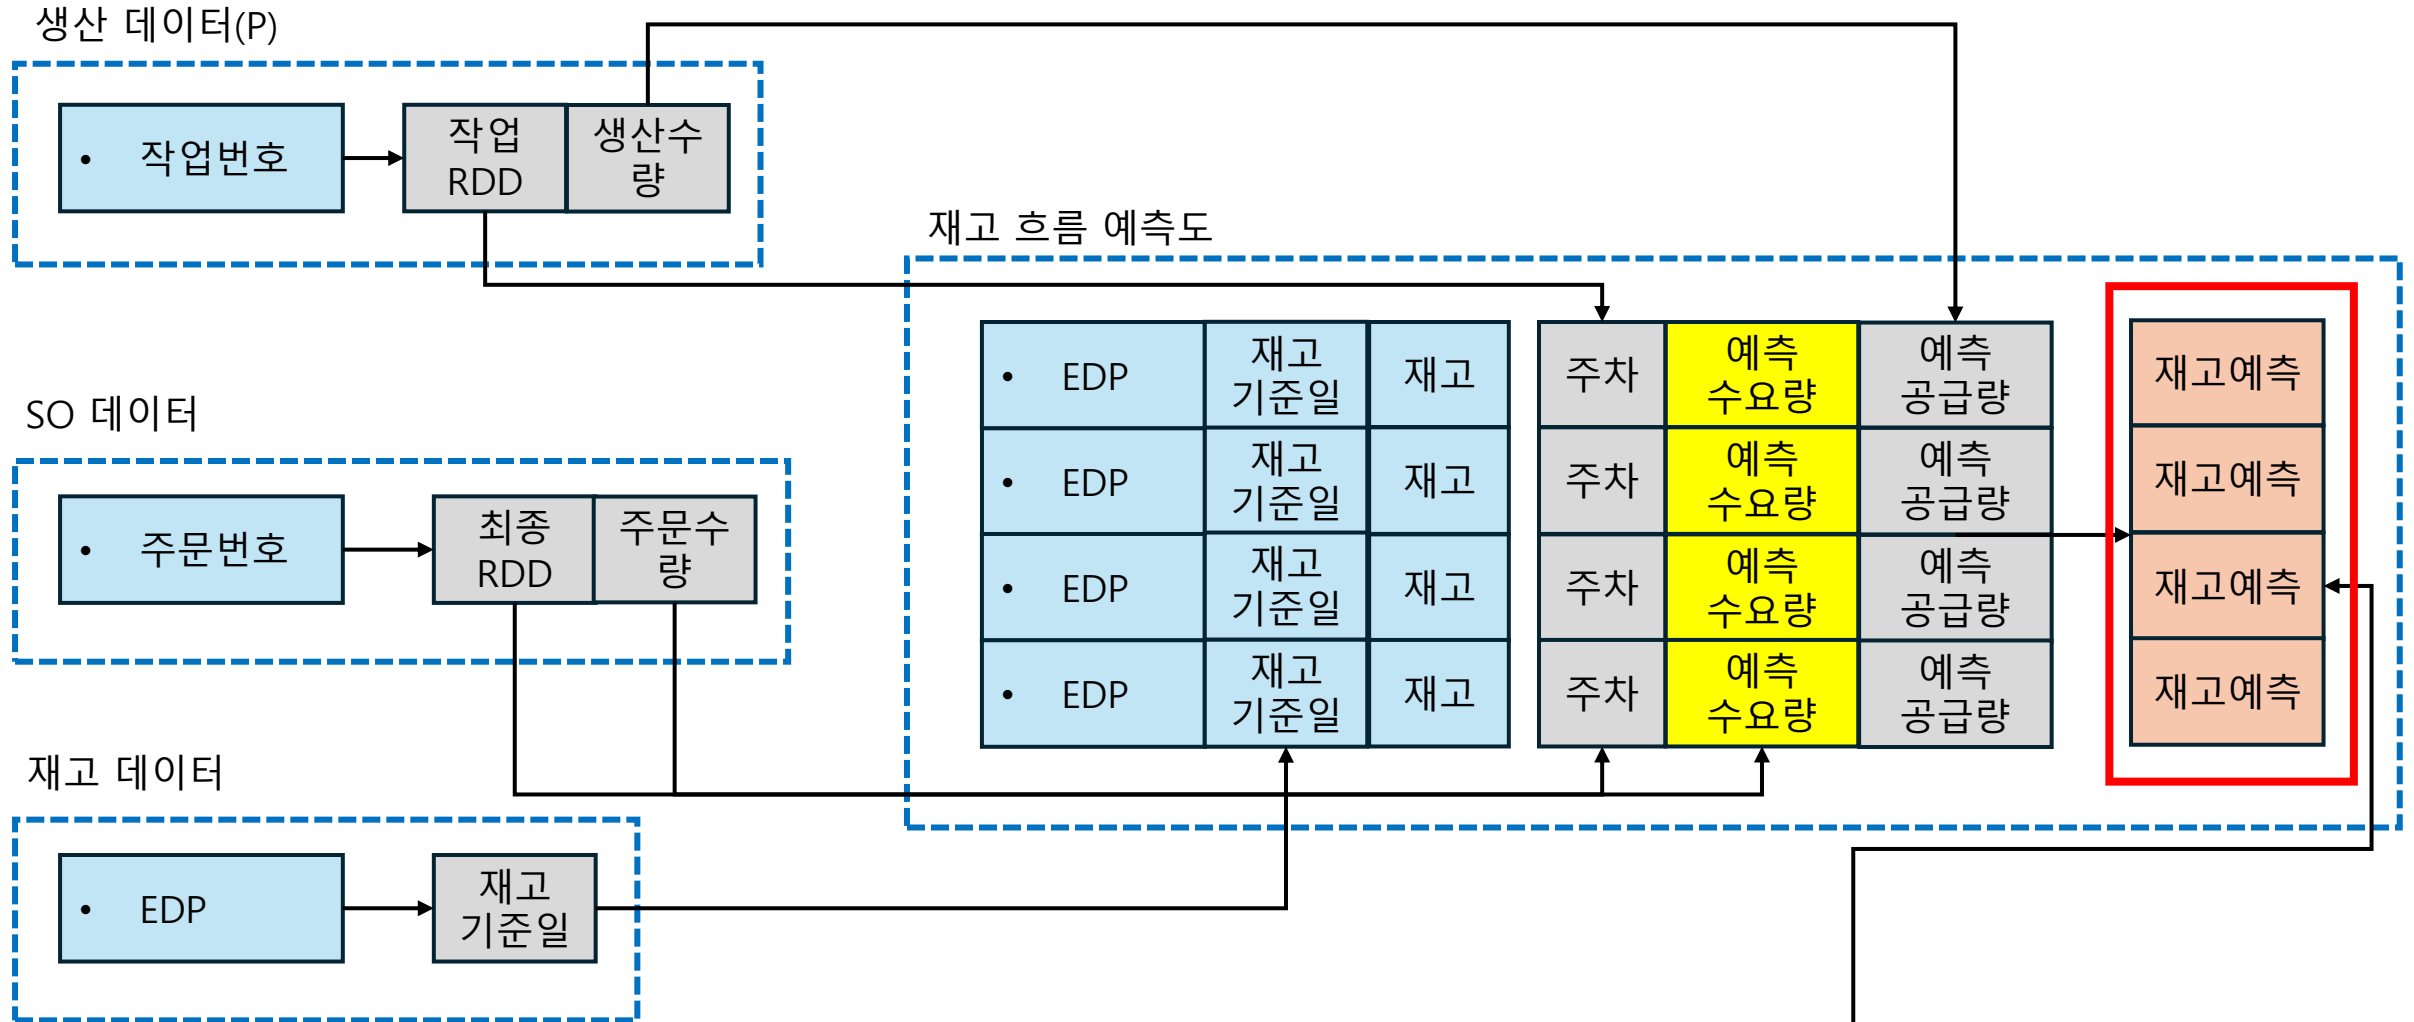 생산 데이터(P)
• 작업번호
작업
RDD
생산수
량
SO 데이터
• 주문번호
최종
RDD
주문수
량
재고 데이터
• EDP
재고
기준일
재고 흐름 예측도
• EDP
재고
기준일
재고
주차
예측
수요량
예측
공급량
재고예측
• EDP
재고
기준일
재고
주차
예측
수요량
예측
공급량
재고예측
• EDP
재고
기준일
재고
주차
예측
수요량
예측
공급량
재고예측
• EDP
재고
기준일
재고
주차
예측
수요량
예측
공급량
재고예측